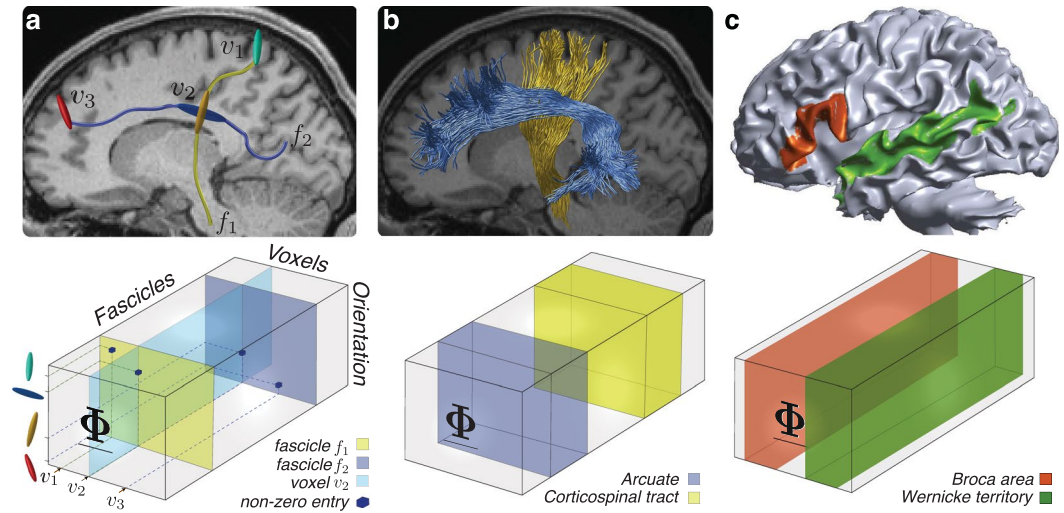 a
v₁
v₂
v₃
f₂
f₁
b
c
Voxels
Fascicles
Orientation
Φ
v₁
v₂
v₃
fascicle f₁
fascicle f₂
voxel v₂
non-zero entry
Φ
Arcuate
Corticospinal tract
Φ
Broca area
Wernicke territory